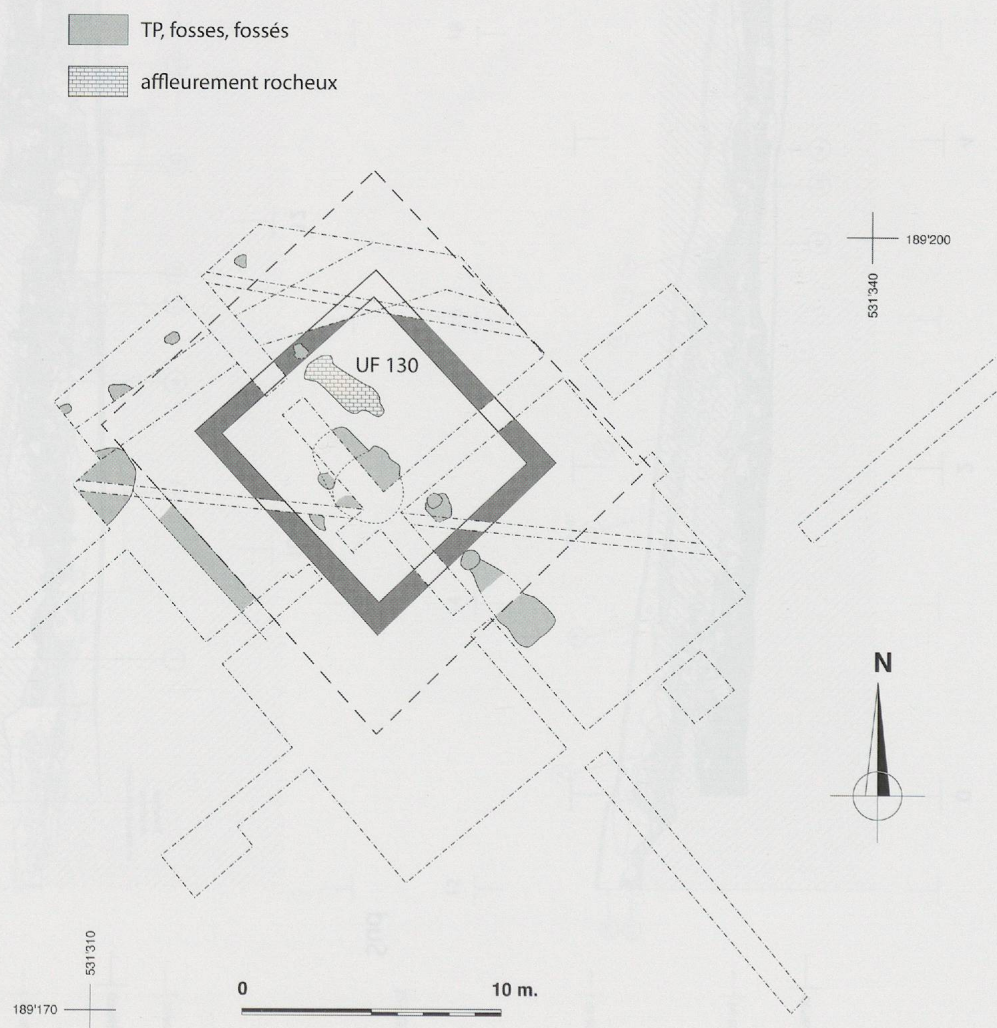 TP, fosses, fossés
affleurement rocheux
189'200
531'340
UF 130
N
531'310
0 10 m.
189'170